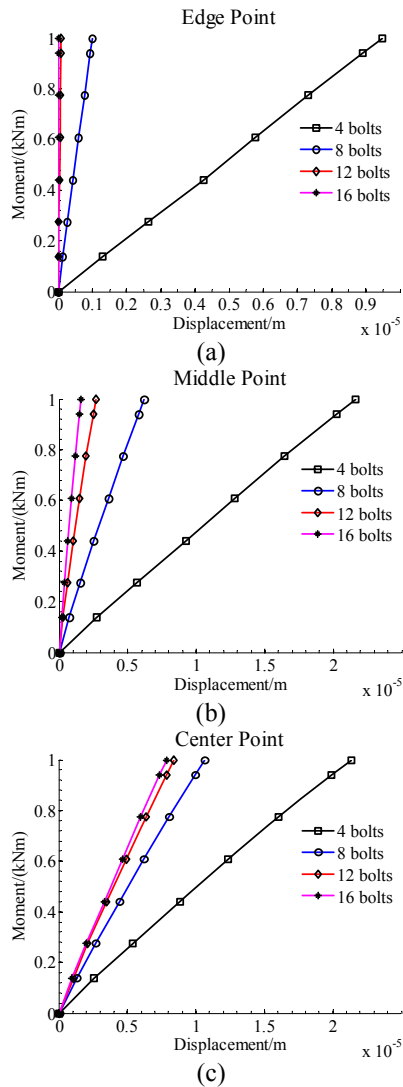 Edge Point
1
0.8
0.6
0.4
0.2
0
Moment/(kNm)
4 bolts
8 bolts
12 bolts
16 bolts
0 0.1 0.2 0.3 0.4 0.5 0.6 0.7 0.8 0.9
Displacement/m
x 10-5
(a)
Middle Point
1
0.8
0.6
0.4
0.2
0
Moment/(kNm)
4 bolts
8 bolts
12 bolts
16 bolts
0 0.5 1 1.5 2
Displacement/m
x 10-5
(b)
Center Point
1
0.8
0.6
0.4
0.2
0
Moment/(kNm)
4 bolts
8 bolts
12 bolts
16 bolts
0 0.5 1 1.5 2
Displacement/m
x 10-5
(c)